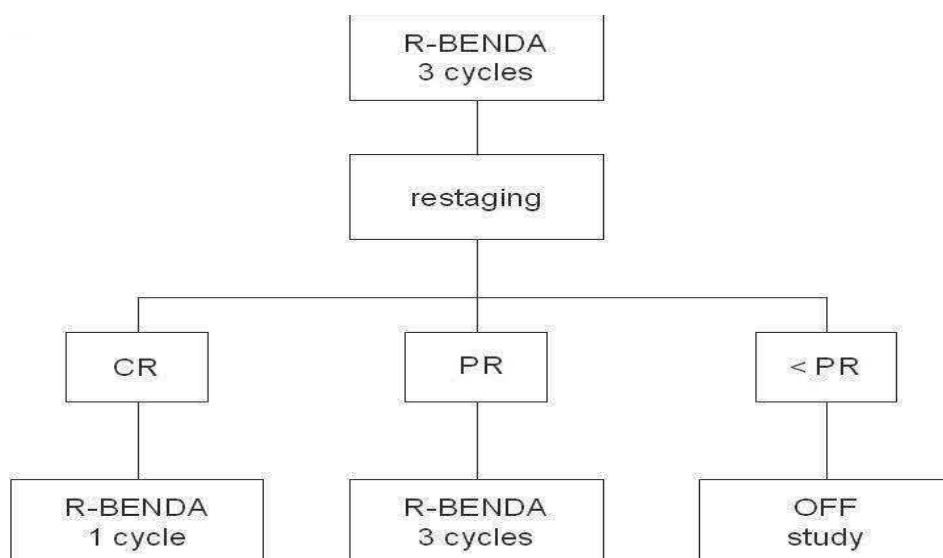 R-BENDA
3 cycles
restaging
CR
PR
< PR
R-BENDA
1 cycle
R-BENDA
3 cycles
OFF
study